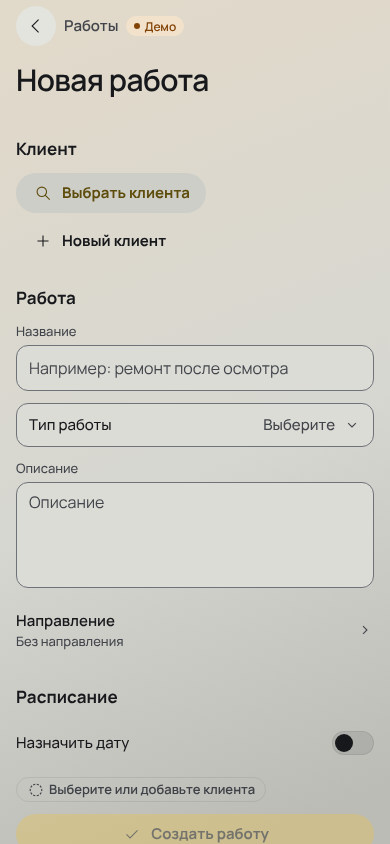 Работы
Демо
Новая работа
Клиент
Выбрать клиента
Новый клиент
Работа
Название
Например: ремонт после осмотра
Тип работы
Выберите
Описание
Описание
Направление
Без направления
Расписание
Назначить дату
Выберите или добавьте клиента
Создать работу